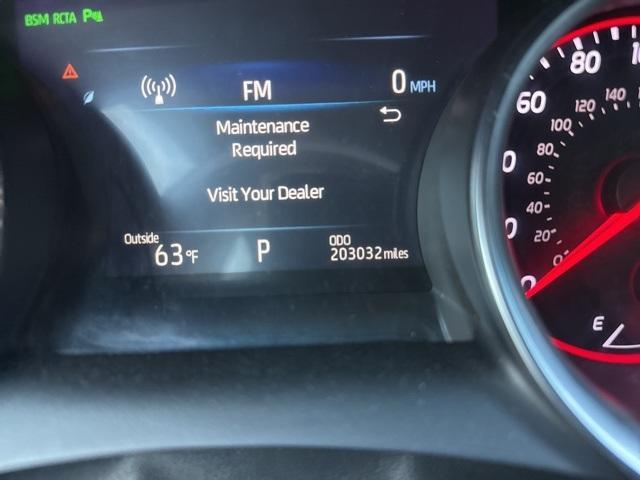 BSM RCTA P
FM
0 MPH
Maintenance
Required
Visit Your Dealer
Outside
63°F
P
ODO
203032 miles
80
60
120
140
100
80
60
40
20
0
E